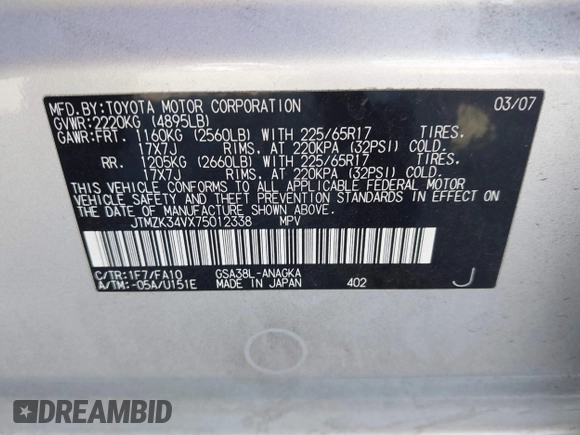 MFD.BY:TOYOTA MOTOR CORPORATION 03/07
GVWR:2220KG (4895LB)
GAWR:FRT. 1160KG (2560LB) WITH 225/65R17 TIRES.
17X7J RIMS. AT 220KPA (32PSI) COLD.
RR. 1205KG (2660LB) WITH 225/65R17 TIRES.
17X7J RIMS. AT 220KPA (32PSI) COLD.
THIS VEHICLE CONFORMS TO ALL APPLICABLE FEDERAL MOTOR
VEHICLE SAFETY AND THEFT PREVENTION STANDARDS IN EFFECT ON
THE DATE OF MANUFACTURE SHOWN ABOVE.
JTMZK34VX75012338 MPV
C/TR:1F7/FA10 GSA38L-ANAGKA
A/TM:-05A/U151E MADE IN JAPAN 402 J
DREAMBID